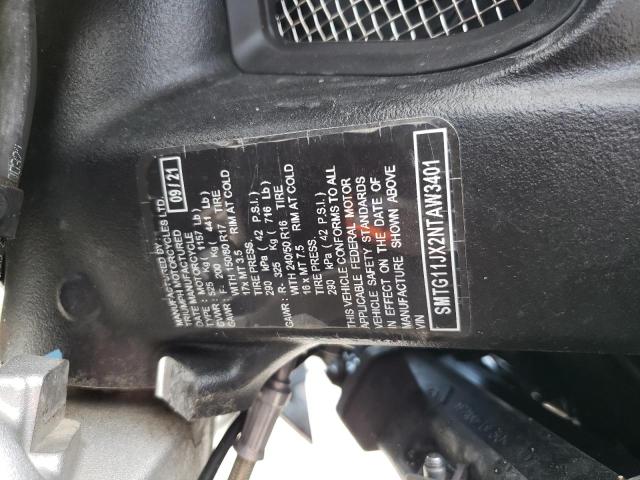 MANUFACTURED BY:
TRIUMPH MOTORCYCLES LTD.
DATE MANUFACTURED 09/21
TYPE : MOTORCYCLE
GVWR : 525 Kg ( 1157 Lb)
GAWR : F- 200 Kg ( 441 Lb)
WITH 150/80 R17 TIRE
17x MT 3.5 RIM AT COLD
TIRE PRESS.
290 kPa ( 42 P.S.I.)
GAWR : R- 325 Kg ( 716 Lb)
WITH 240/50 R16 TIRE
16 x MT 7.5 RIM AT COLD
TIRE PRESS.
290 kPa ( 42 P.S.I.)
THIS VEHICLE CONFORMS TO ALL
APPLICABLE FEDERAL MOTOR
VEHICLE SAFETY STANDARDS
IN EFFECT ON THE DATE OF
MANUFACTURE SHOWN ABOVE
VIN SMTG11JX2NTAW3401